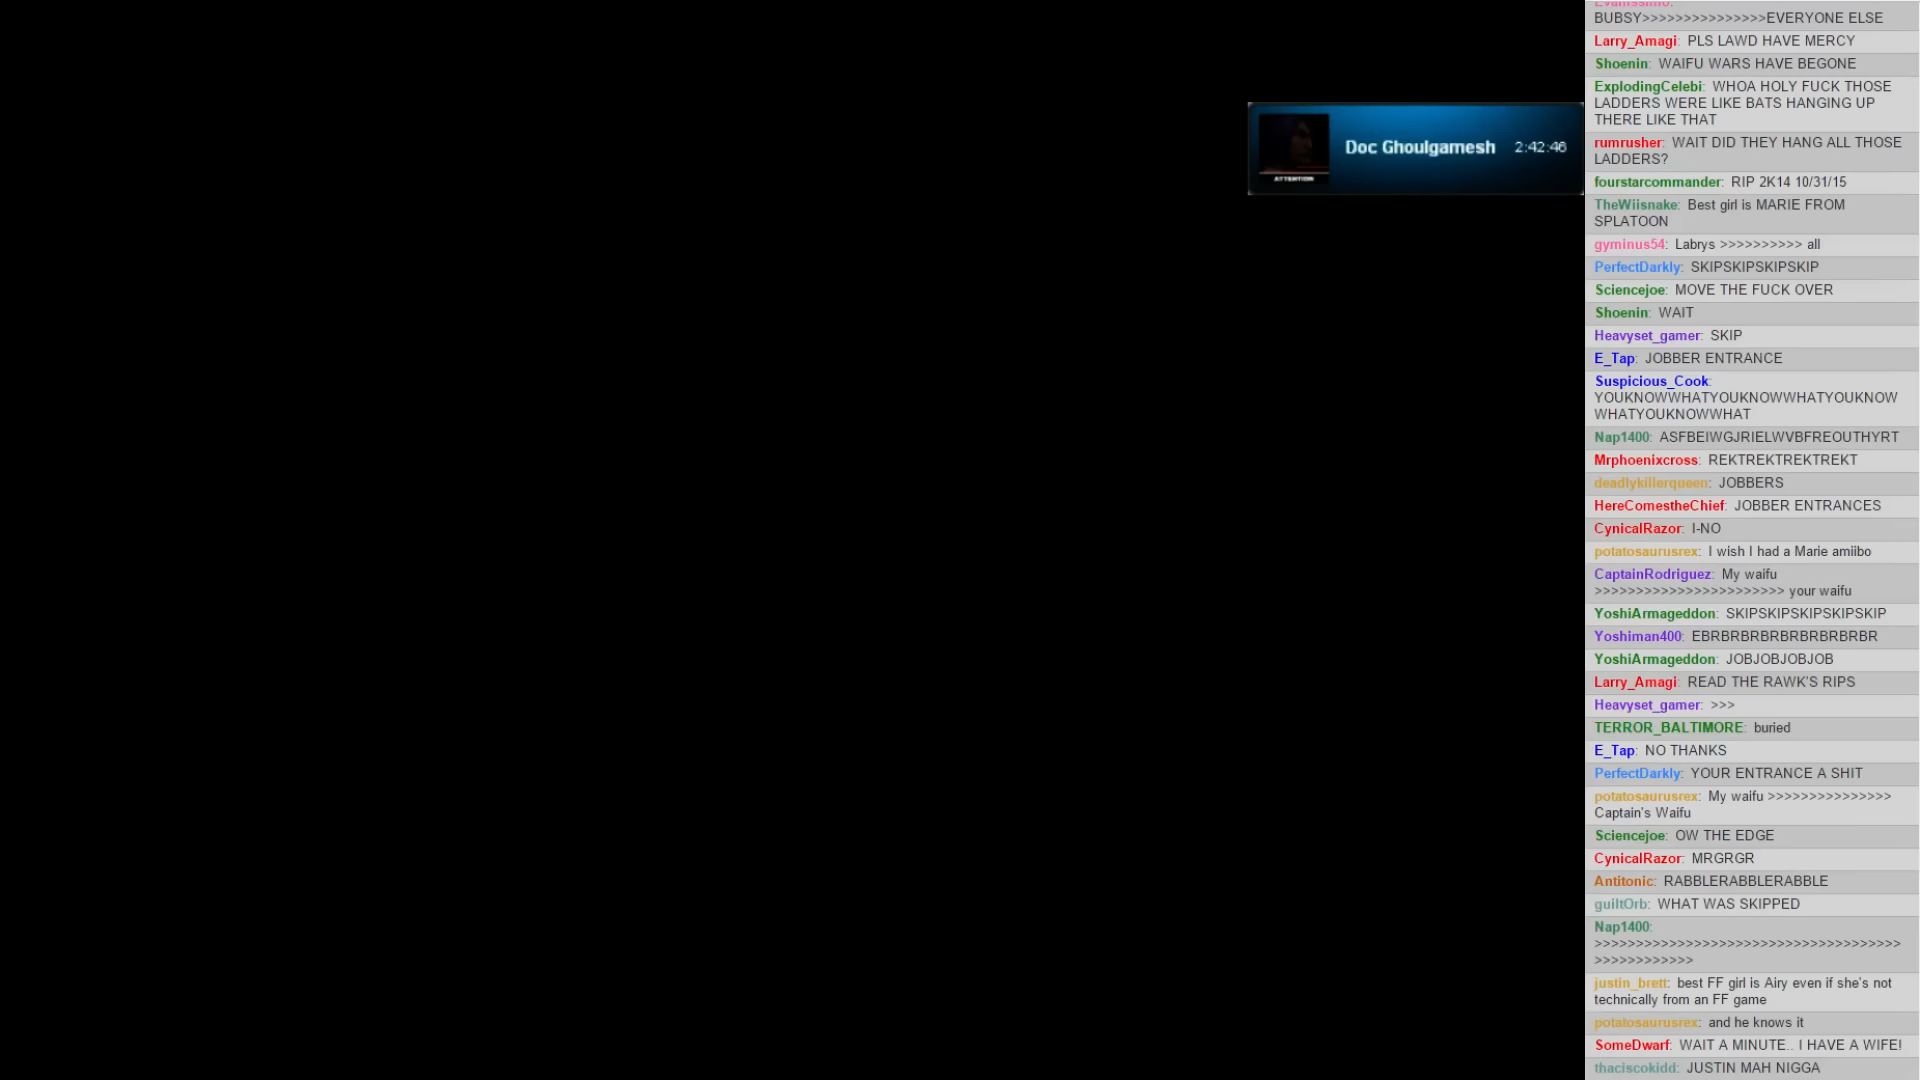 Evanissimo:
BUBSY>>>>>>>>>>>>>>>EVERYONE ELSE
Larry_Amagi: PLS LAWD HAVE MERCY
Shoenin: WAIFU WARS HAVE BEGONE
ExplodingCelebi: WHOA HOLY FUCK THOSE
LADDERS WERE LIKE BATS HANGING UP
THERE LIKE THAT
Doc Ghoulgamesh 2:42:46
ATTENTION
rumrusher: WAIT DID THEY HANG ALL THOSE
LADDERS?
fourstarcommander: RIP 2K14 10/31/15
TheWiisnake: Best girl is MARIE FROM
SPLATOON
gyminus54: Labrys >>>>>>>>>> all
PerfectDarkly: SKIPSKIPSKIPSKIP
Sciencejoe: MOVE THE FUCK OVER
Shoenin: WAIT
Heavyset_gamer: SKIP
E_Tap: JOBBER ENTRANCE
Suspicious_Cook:
YOUKNOWWHATYOUKNOWWHATYOUKNOW
WHATYOUKNOWWHAT
Nap1400: ASFBEIWGJRIELWVBFREOUTHYRT
Mrphoenixcross: REKTREKTREKTREKT
deadlykillerqueen: JOBBERS
HereComestheChief: JOBBER ENTRANCES
CynicalRazor: I-NO
potatosaurusrex: I wish I had a Marie amiibo
CaptainRodriguez: My waifu
>>>>>>>>>>>>>>>>>>>>>>> your waifu
YoshiArmageddon: SKIPSKIPSKIPSKIPSKIP
Yoshiman400: EBRBRBRBRBRBRBRBRBR
YoshiArmageddon: JOBJOBJOBJOB
Larry_Amagi: READ THE RAWK'S RIPS
Heavyset_gamer: >>>
TERROR_BALTIMORE: buried
E_Tap: NO THANKS
PerfectDarkly: YOUR ENTRANCE A SHIT
potatosaurusrex: My waifu >>>>>>>>>>>>>>>
Captain's Waifu
Sciencejoe: OW THE EDGE
CynicalRazor: MRGRGR
Antitonic: RABBLERABBLERABBLE
guiltOrb: WHAT WAS SKIPPED
Nap1400:
>>>>>>>>>>>>>>>>>>>>>>>>>>>>>>>>>>>>>
>>>>>>>>>>>>
justin_brett: best FF girl is Airy even if she's not
technically from an FF game
potatosaurusrex: and he knows it
SomeDwarf: WAIT A MINUTE.. I HAVE A WIFE!
thaciscokidd: JUSTIN MAH NIGGA